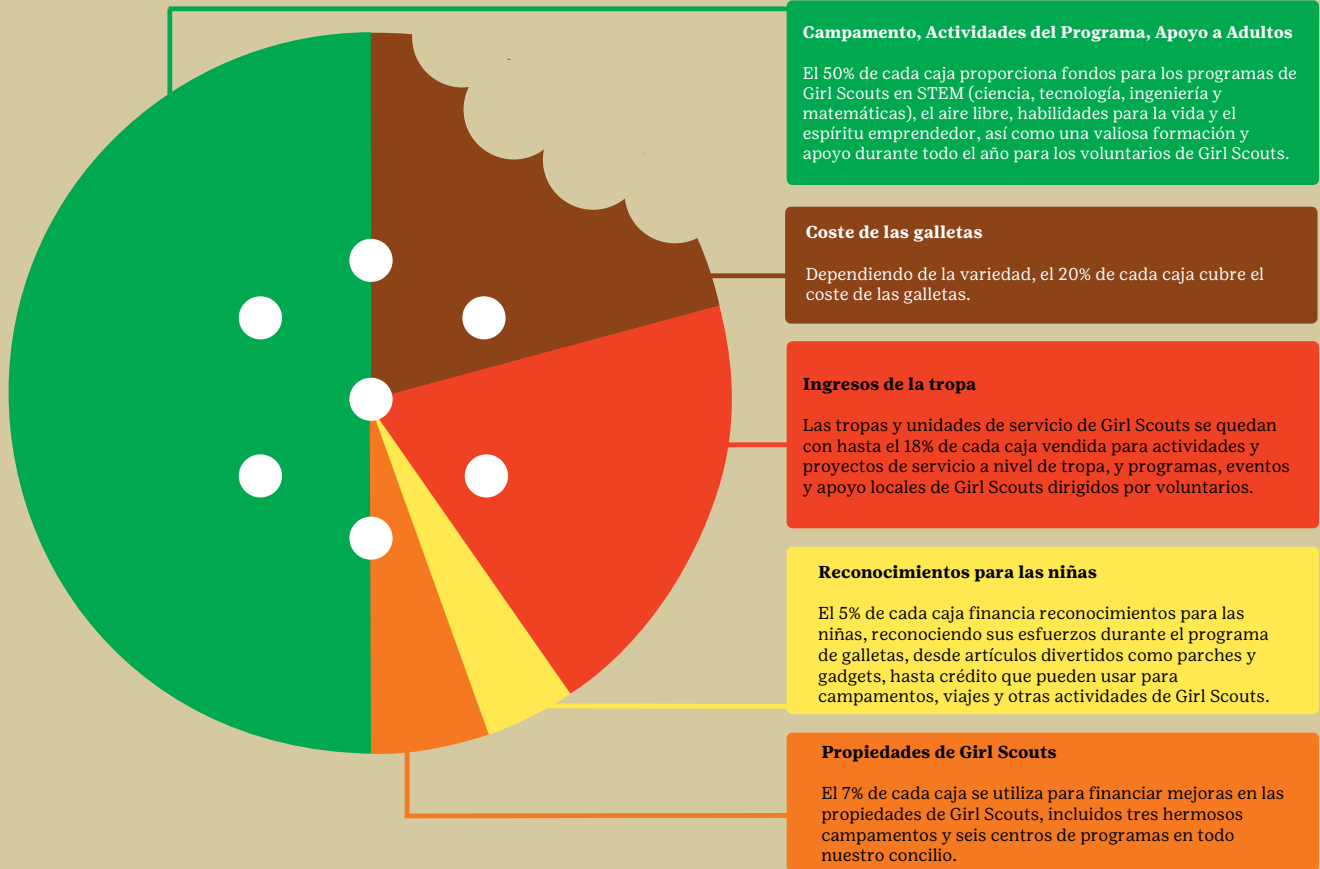 Campamento, Actividades del Programa, Apoyo a Adultos
El 50% de cada caja proporciona fondos para los programas de
Girl Scouts en STEM (ciencia, tecnología, ingeniería y
matemáticas), el aire libre, habilidades para la vida y el
espíritu emprendedor, así como una valiosa formación y
apoyo durante todo el año para los voluntarios de Girl Scouts.
Coste de las galletas
Dependiendo de la variedad, el 20% de cada caja cubre el
coste de las galletas.
Ingresos de la tropa
Las tropas y unidades de servicio de Girl Scouts se quedan
con hasta el 18% de cada caja vendida para actividades y
proyectos de servicio a nivel de tropa, y programas, eventos
y apoyo locales de Girl Scouts dirigidos por voluntarios.
Reconocimientos para las niñas
El 5% de cada caja financia reconocimientos para las
niñas, reconociendo sus esfuerzos durante el programa
de galletas, desde artículos divertidos como parches y
gadgets, hasta crédito que pueden usar para
campamentos, viajes y otras actividades de Girl Scouts.
Propiedades de Girl Scouts
El 7% de cada caja se utiliza para financiar mejoras en las
propiedades de Girl Scouts, incluidos tres hermosos
campamentos y seis centros de programas en todo
nuestro concilio.